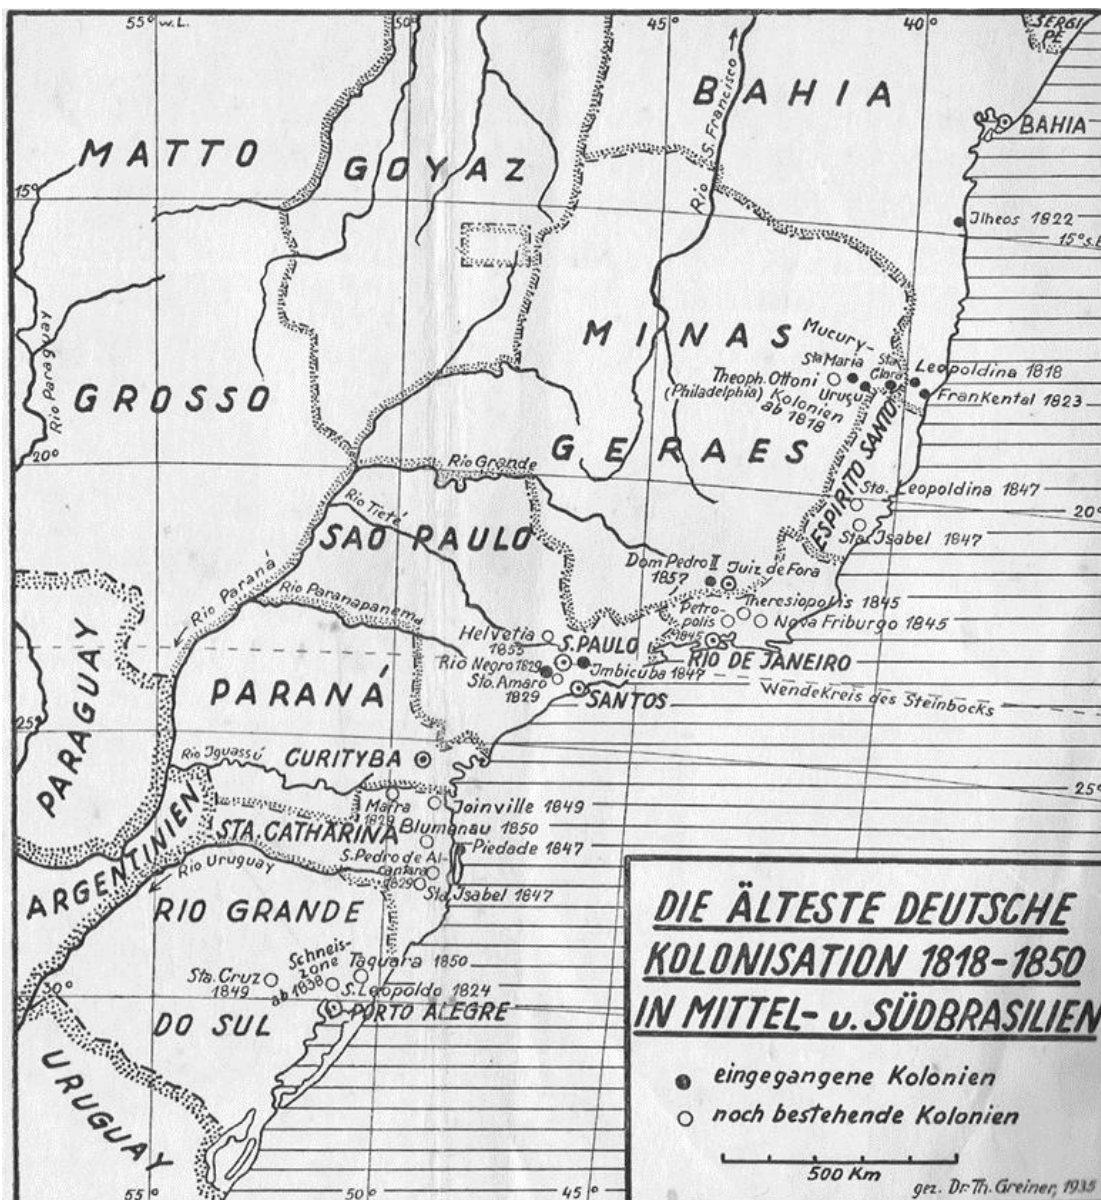 55° w.L.
50°
45°
40°
SERGI-
PE
BAHIA
BAHIA
MATTO
GOYAZ
Rio S. Francisco
15°
Jlheos 1822
15° s.B
MINAS
Mucury-
Sta Maria
Sta.
Clara
Leopoldina 1818
Theoph. Ottoni
Urucu
(Philadelphia) Kolonien
ab 1818
Frankental 1823
Rio Paraguay
GROSSO
GERAES
ESPIRITO SANTO
20°
Rio Grande
Rio Tieté
Sta. Leopoldina 1847
20°
SAO PAULO
Sta. Jsabel 1847
Dom Pedro II
1857
Juiz de Fora
Rio Paraná
Rio Paranapanema
Theresiopolis 1845
Petro-
polis
1845
Nova Friburgo 1845
Helvetia
1855
S. PAULO
RIO DE JANEIRO
Rio Negro 1829
Jmbicuba 1847
Sto. Amaro
1829
SANTOS
Wendekreis des Steinbocks
PARAGUAY
PARANÁ
25°
Rio Jguassú
CURITYBA
25°
Mafra
1829
Joinville 1849
STA. CATHARINA
Blumenau 1850
Piedade 1847
S. Pedro de Al-
cantara
1829
Sta. Jsabel 1847
ARGENTINIEN
Rio Uruguay
RIO GRANDE
DO SUL
Schneis-
zone
ab 1838
Taquara 1850
Sta. Cruz
1849
S. Leopoldo 1824
30°
PORTO ALEGRE
URUGUAY
DIE ÄLTESTE DEUTSCHE
KOLONISATION 1818-1850
IN MITTEL- u. SÜDBRASILIEN
eingegangene Kolonien
noch bestehende Kolonien
500 Km
gez. Dr. Th. Greiner, 1935
55°
50°
45°